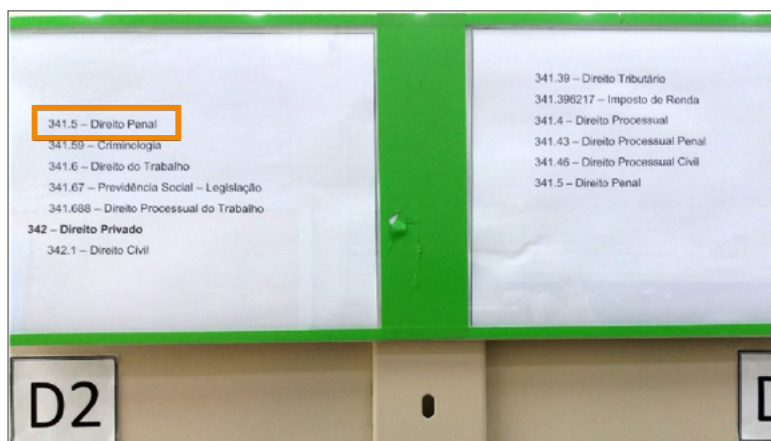 341.5 – Direito Penal
341.59 – Criminologia
341.6 – Direito do Trabalho
341.67 – Previdência Social – Legislação
341.688 – Direito Processual do Trabalho
342 – Direito Privado
342.1 – Direito Civil
341.39 – Direito Tributário
341.396217 – Imposto de Renda
341.4 – Direito Processual
341.43 – Direito Processual Penal
341.46 – Direito Processual Civil
341.5 – Direito Penal
D2